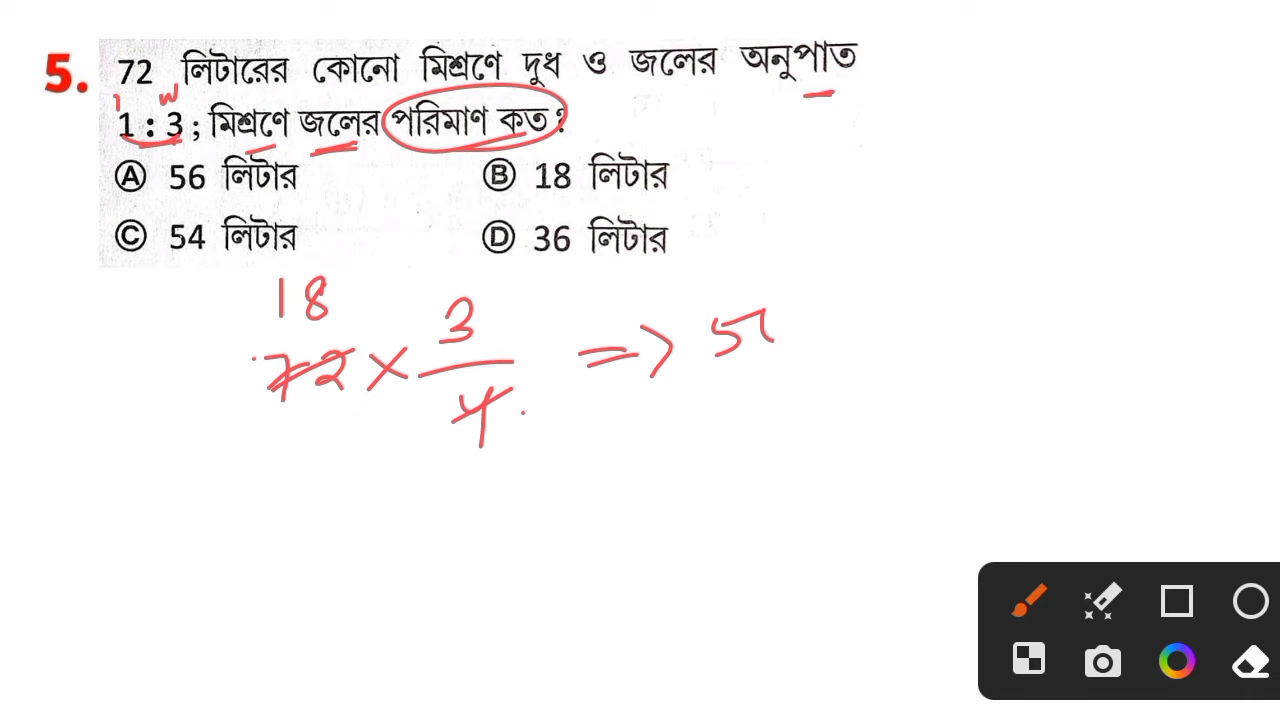 5. 72 লিটারের কোনো মিশ্রণে দুধ ও জলের অনুপাত
1 : 3 ; মিশ্রণে জলের পরিমাণ কত?
Ⓐ 56 লিটার Ⓑ 18 লিটার
Ⓒ 54 লিটার Ⓓ 36 লিটার
18
72 × 3/4 => 5